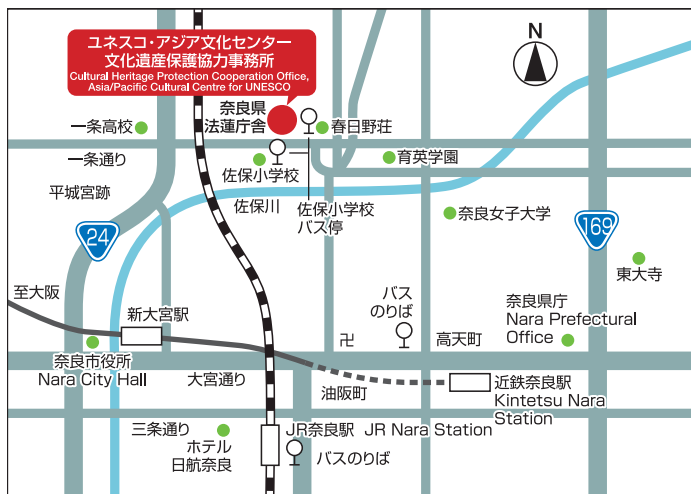 ユネスコ・アジア文化センター
文化遺産保護協力事務所
Cultural Heritage Protection Cooperation Office,
Asia/Pacific Cultural Centre for UNESCO
N
奈良県
法蓮庁舎
春日野荘
一条高校
一条通り
佐保小学校
育英学園
平城宮跡
佐保川
佐保小学校
バス停
奈良女子大学
24
169
東大寺
至大阪
新大宮駅
バス
のりば
卍
高天町
奈良県庁
Nara Prefectural
Office
奈良市役所
Nara City Hall
大宮通り
油阪町
近鉄奈良駅
Kintetsu Nara
Station
三条通り
ホテル
日航奈良
JR奈良駅 JR Nara Station
バスのりば